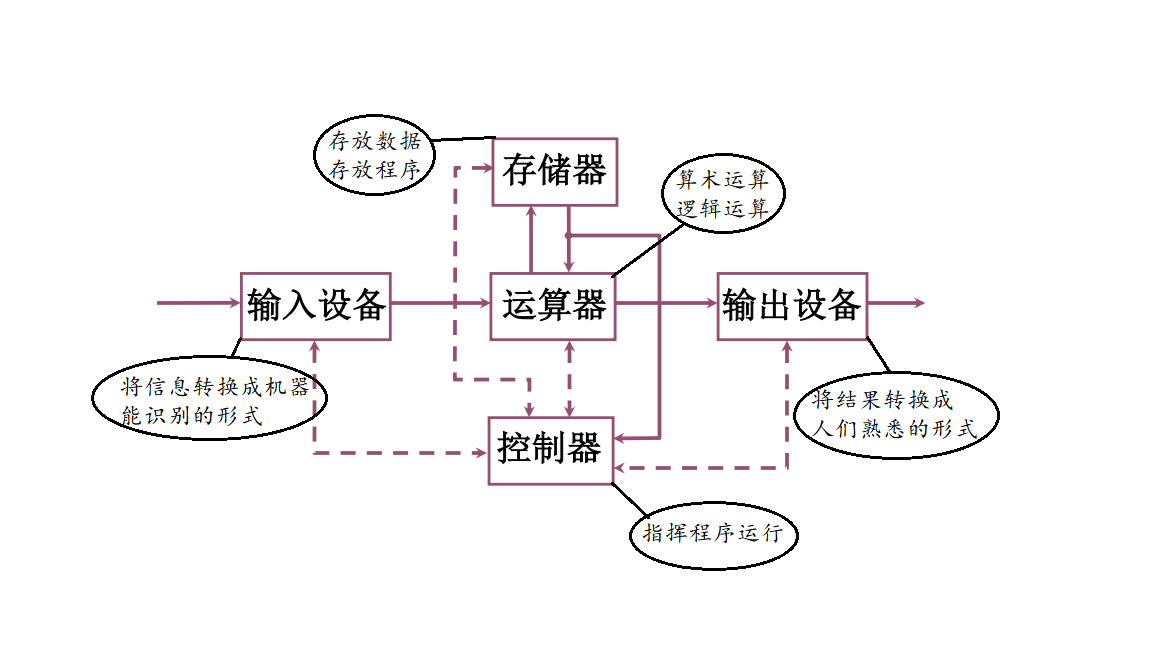 存放数据
存放程序
存储器
算术运算
逻辑运算
输入设备
运算器
输出设备
将信息转换成机器
能识别的形式
将结果转换成
人们熟悉的形式
控制器
指挥程序运行